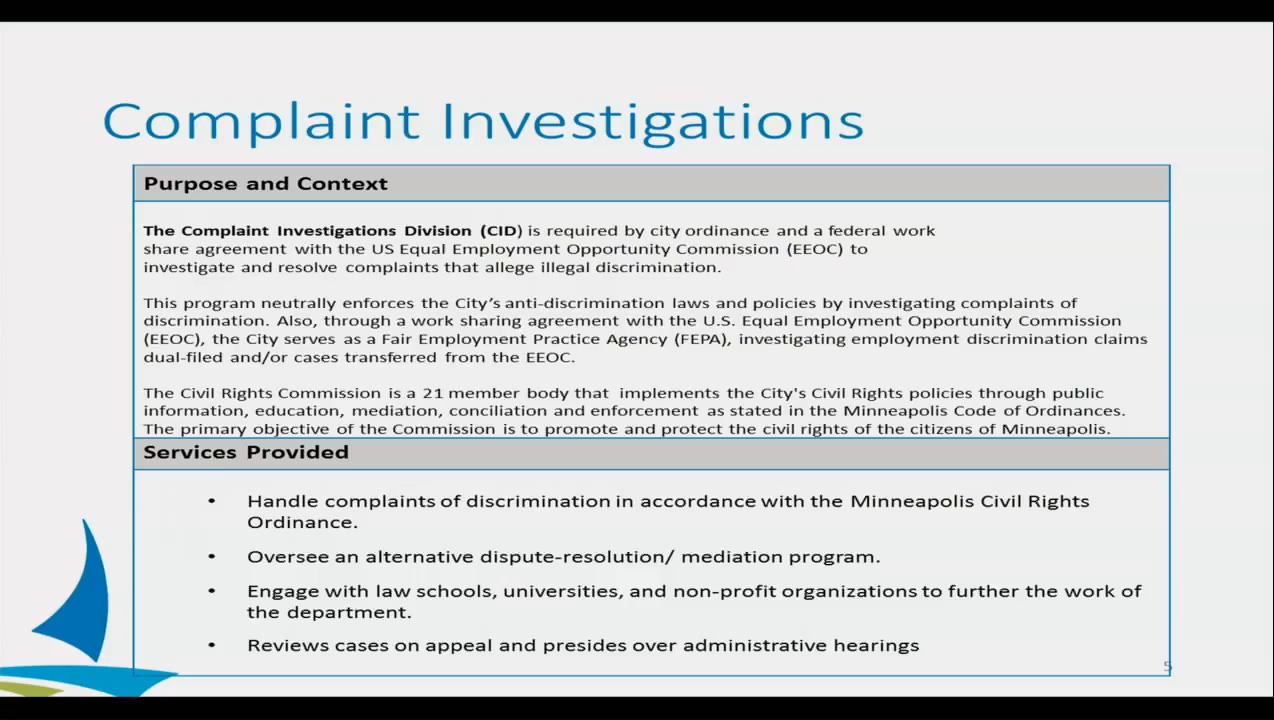 Complaint Investigations
Purpose and Context
The Complaint Investigations Division (CID) is required by city ordinance and a federal work
share agreement with the US Equal Employment Opportunity Commission (EEOC) to
investigate and resolve complaints that allege illegal discrimination.
This program neutrally enforces the City's anti-discrimination laws and policies by investigating complaints of
discrimination. Also, through a work sharing agreement with the U.S. Equal Employment Opportunity Commission
(EEOC), the City serves as a Fair Employment Practice Agency (FEPA), investigating employment discrimination claims
dual-filed and/or cases transferred from the EEOC.
The Civil Rights Commission is a 21 member body that implements the City's Civil Rights policies through public
information, education, mediation, conciliation and enforcement as stated in the Minneapolis Code of Ordinances.
The primary objective of the Commission is to promote and protect the civil rights of the citizens of Minneapolis.
Services Provided
• Handle complaints of discrimination in accordance with the Minneapolis Civil Rights
Ordinance.
• Oversee an alternative dispute-resolution/ mediation program.
• Engage with law schools, universities, and non-profit organizations to further the work of
the department.
• Reviews cases on appeal and presides over administrative hearings
5